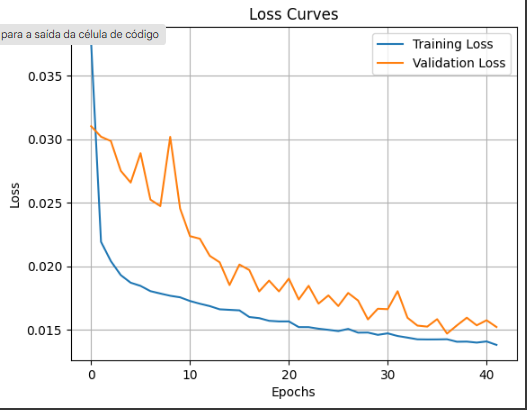 Loss Curves
para a saída da célula de código
Training Loss
Validation Loss
0.035
0.030
0.025
0.020
0.015
Loss
0
10
20
30
40
Epochs